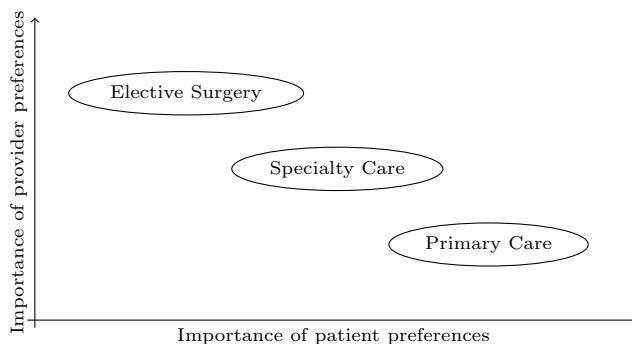 Importance of provider preferences
Elective Surgery
Specialty Care
Primary Care
Importance of patient preferences